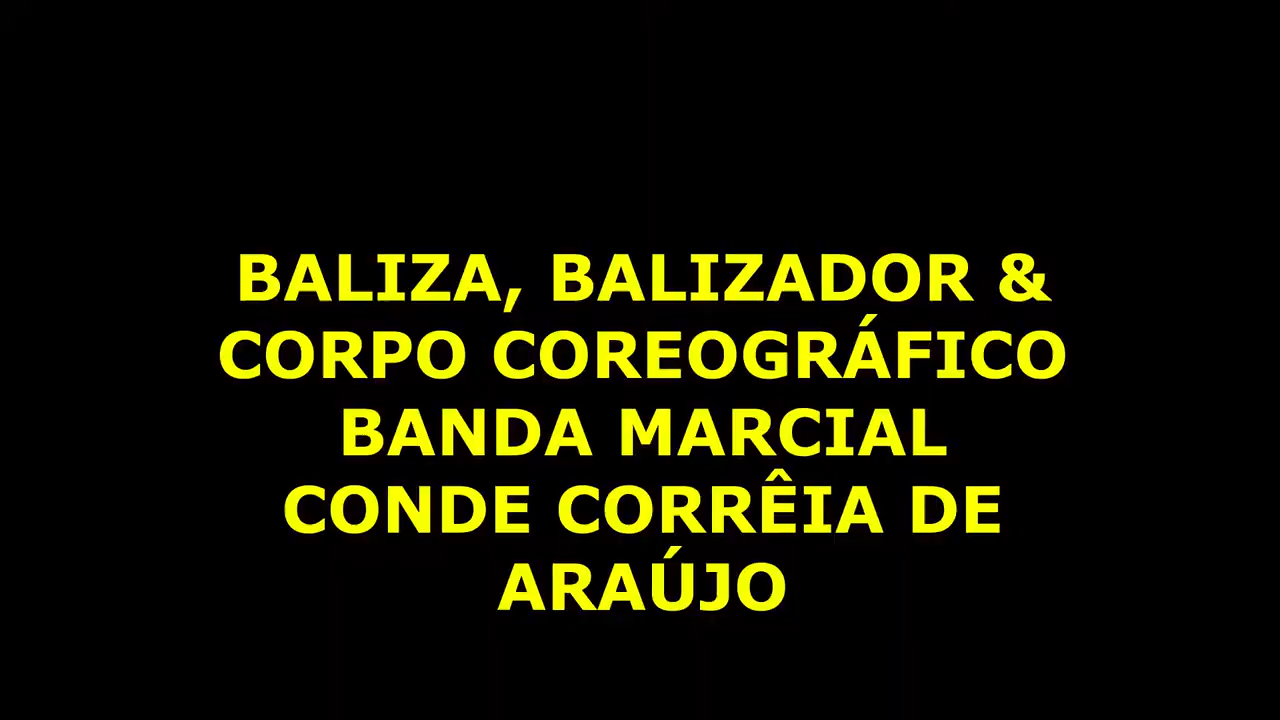 BALIZA, BALIZADOR &
CORPO COREOGRÁFICO
BANDA MARCIAL
CONDE CORRÊIA DE
ARAÚJO